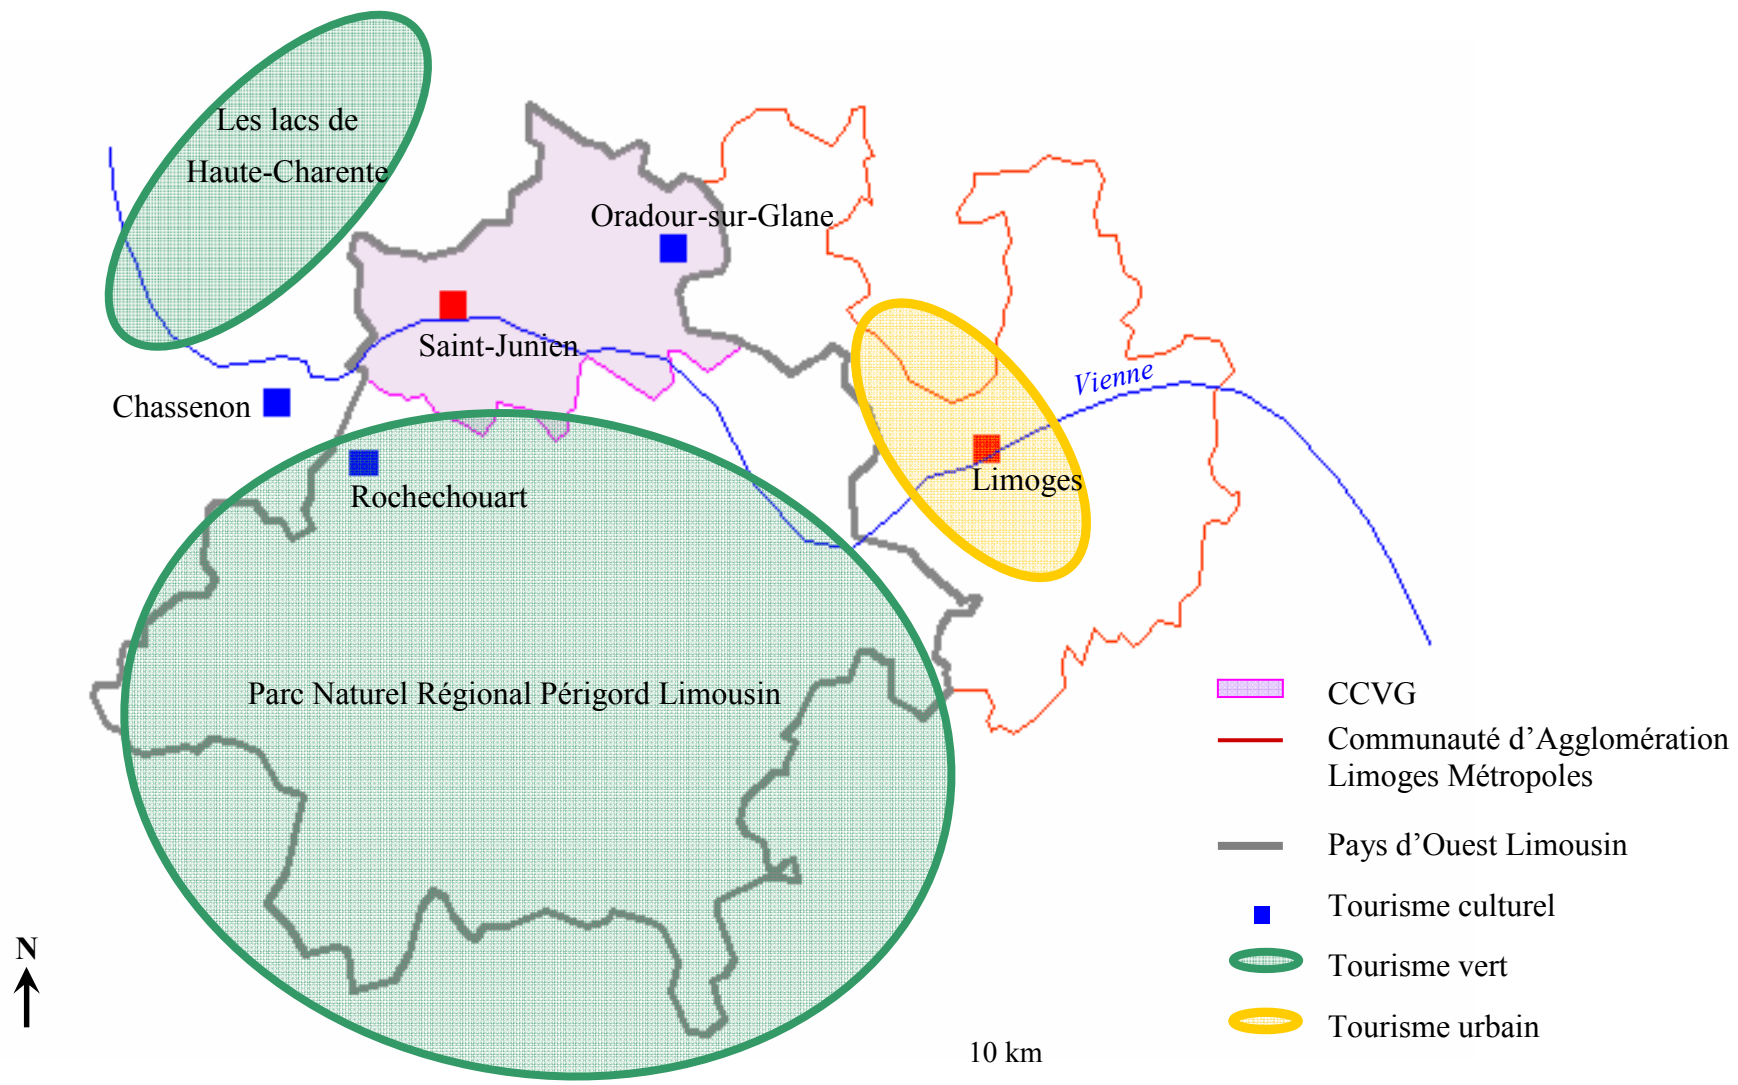 Les lacs de
Haute-Charente
Oradour-sur-Glane
Saint-Junien
Vienne
Chassenon
Limoges
Rochechouart
Parc Naturel Régional Périgord Limousin
CCVG
Communauté d’Agglomération
Limoges Métropoles
Pays d’Ouest Limousin
Tourisme culturel
Tourisme vert
Tourisme urbain
N
10 km